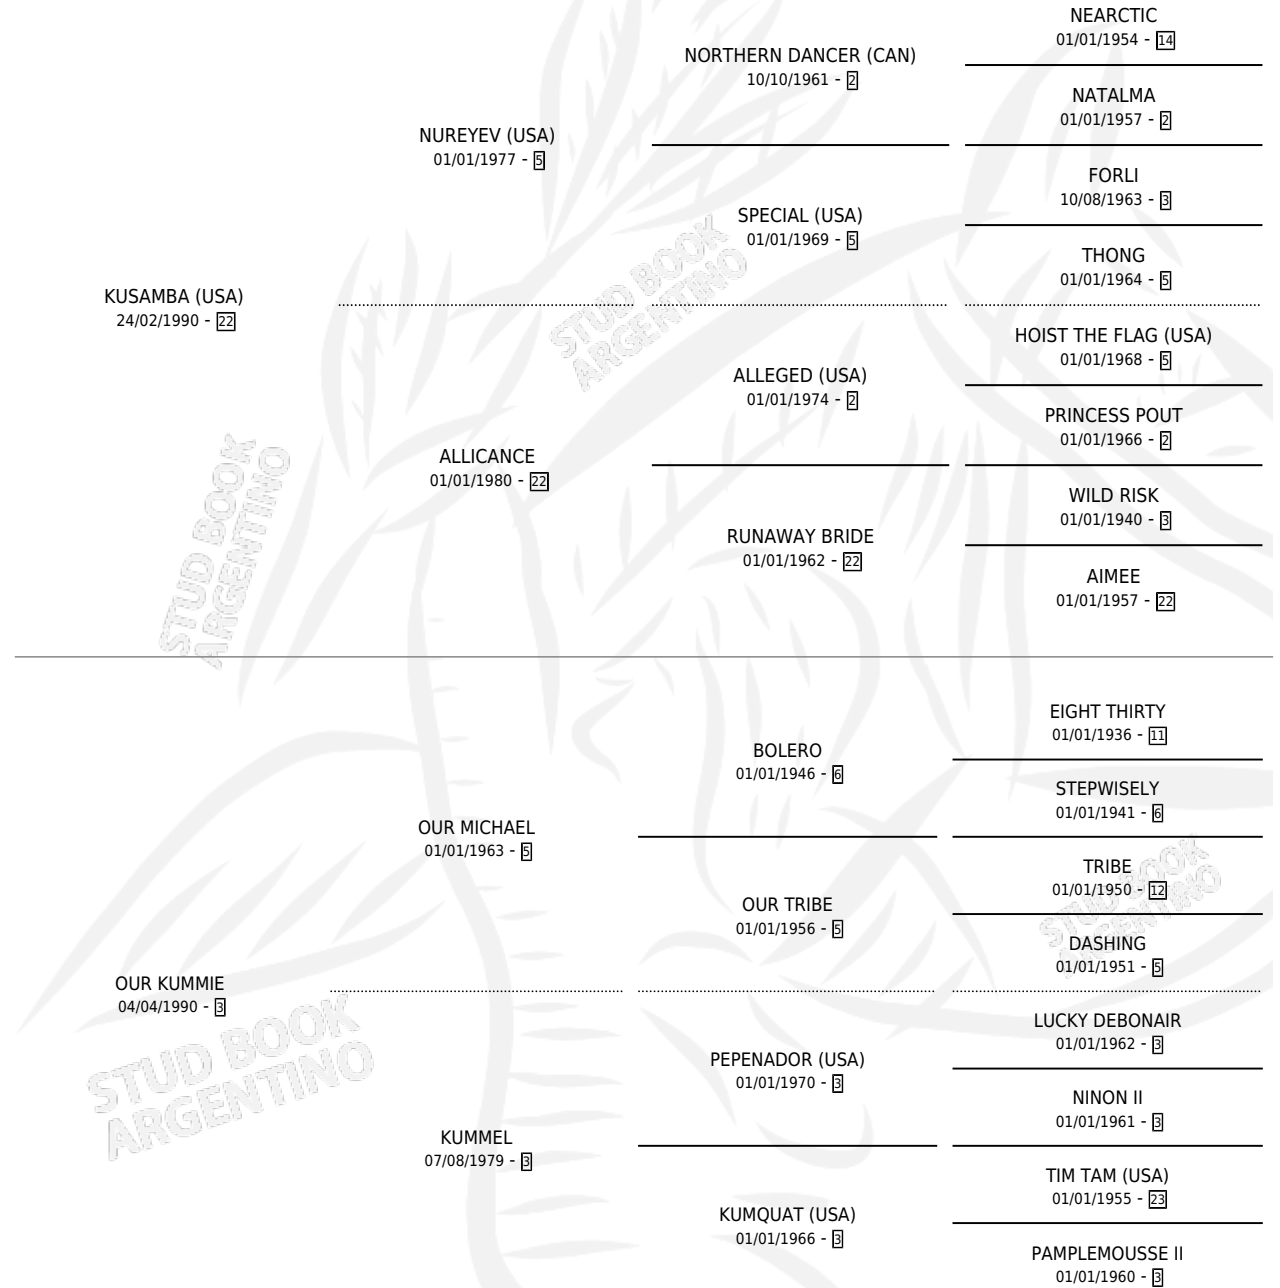 NEARCTIC
01/01/1954 - 14
NORTHERN DANCER (CAN)
10/10/1961 - 2
NATALMA
01/01/1957 - 2
NUREYEV (USA)
01/01/1977 - 5
FORLI
10/08/1963 - 3
SPECIAL (USA)
01/01/1969 - 5
THONG
01/01/1964 - 5
KUSAMBA (USA)
24/02/1990 - 22
HOIST THE FLAG (USA)
01/01/1968 - 5
ALLEGED (USA)
01/01/1974 - 2
PRINCESS POUT
01/01/1966 - 2
ALLICANCE
01/01/1980 - 22
WILD RISK
01/01/1940 - 3
RUNAWAY BRIDE
01/01/1962 - 22
AIMEE
01/01/1957 - 22
EIGHT THIRTY
01/01/1936 - 11
BOLERO
01/01/1946 - 6
STEPWISELY
01/01/1941 - 6
OUR MICHAEL
01/01/1963 - 5
TRIBE
01/01/1950 - 12
OUR TRIBE
01/01/1956 - 5
DASHING
01/01/1951 - 5
OUR KUMMIE
04/04/1990 - 3
LUCKY DEBONAIR
01/01/1962 - 3
PEPENADOR (USA)
01/01/1970 - 3
NINON II
01/01/1961 - 3
KUMMEL
07/08/1979 - 3
TIM TAM (USA)
01/01/1955 - 23
KUMQUAT (USA)
01/01/1966 - 3
PAMPLEMOUSSE II
01/01/1960 - 3
STUD BOOK
ARGENTINO
STUD BOOK
ARGENTINO
STUD BOOK
ARGENTINO
STUD BOOK
ARGENTINO